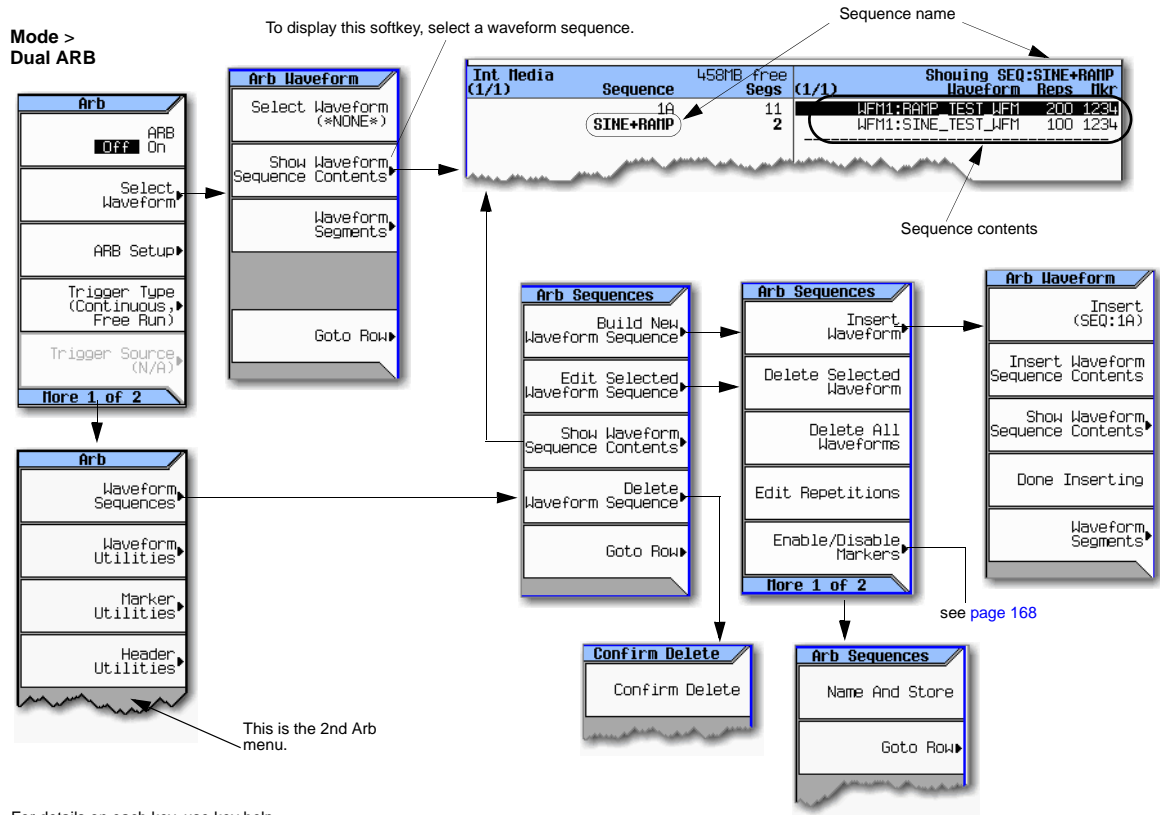 Mode >
Dual ARB
To display this softkey, select a waveform sequence.
Sequence name
Arb
ARB
Off On
Select
Waveform
ARB Setup
Trigger Type
(Continuous,
Free Run)
Trigger Source
(N/A)
More 1 of 2
Arb Waveform
Select Waveform
(*NONE*)
Show Waveform
Sequence Contents
Waveform
Segments
Goto Row
Int Media 458MB free Showing SEQ:SINE+RAMP
(1/1) Sequence Segs (1/1) Waveform Reps Mkr
1A 11 WFM1:RAMP_TEST_WFM 200 1234
SINE+RAMP 2 WFM1:SINE_TEST_WFM 100 1234
Sequence contents
Arb
Waveform
Sequences
Waveform
Utilities
Marker
Utilities
Header
Utilities
This is the 2nd Arb
menu.
Arb Sequences
Build New
Waveform Sequence
Edit Selected
Waveform Sequence
Show Waveform
Sequence Contents
Delete
Waveform Sequence
Goto Row
Arb Sequences
Insert
Waveform
Delete Selected
Waveform
Delete All
Waveforms
Edit Repetitions
Enable/Disable
Markers
More 1 of 2
see page 168
Arb Waveform
Insert
(SEQ:1A)
Insert Waveform
Sequence Contents
Show Waveform
Sequence Contents
Done Inserting
Waveform
Segments
Confirm Delete
Confirm Delete
Arb Sequences
Name And Store
Goto Row
For details on each key, use key help